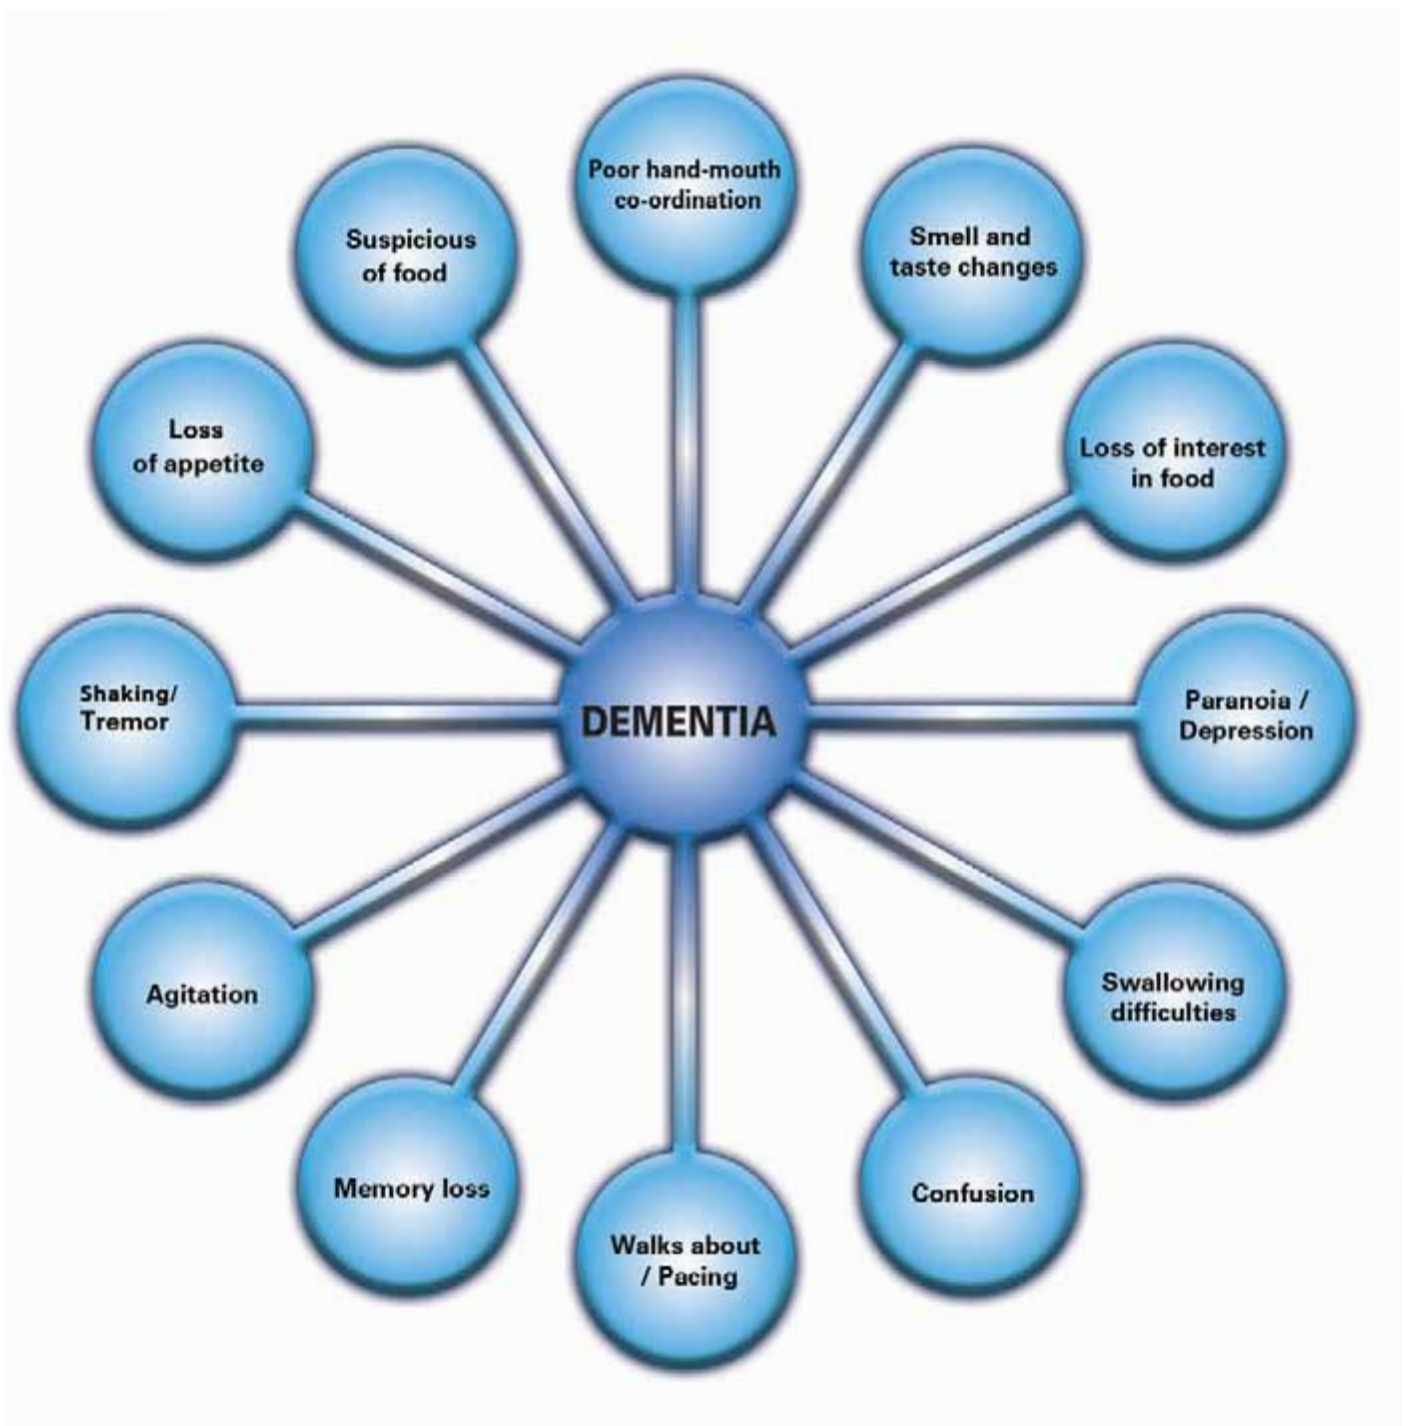 Poor hand-mouth
co-ordination
Smell and
taste changes
Loss of interest
in food
Paranoia /
Depression
Swallowing
difficulties
Confusion
Walks about
/ Pacing
Memory loss
Agitation
Shaking/
Tremor
Loss
of appetite
Suspicious
of food
DEMENTIA